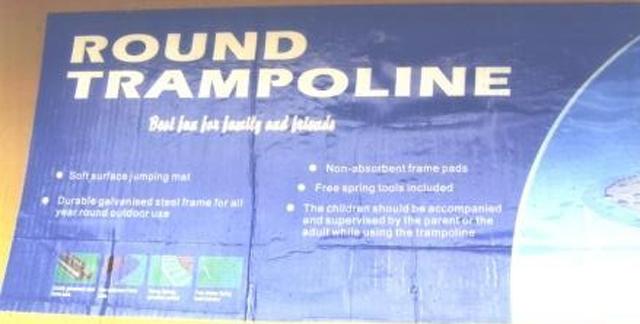 ROUND
TRAMPOLINE
Best fun for family and friends
Soft surface jumping mat
Durable galvanised steel frame for all
year round outdoor use
Non-absorbent frame pads
Free spring tools included
The children should be accompanied
and supervised by the parent or the
adult while using the trampoline